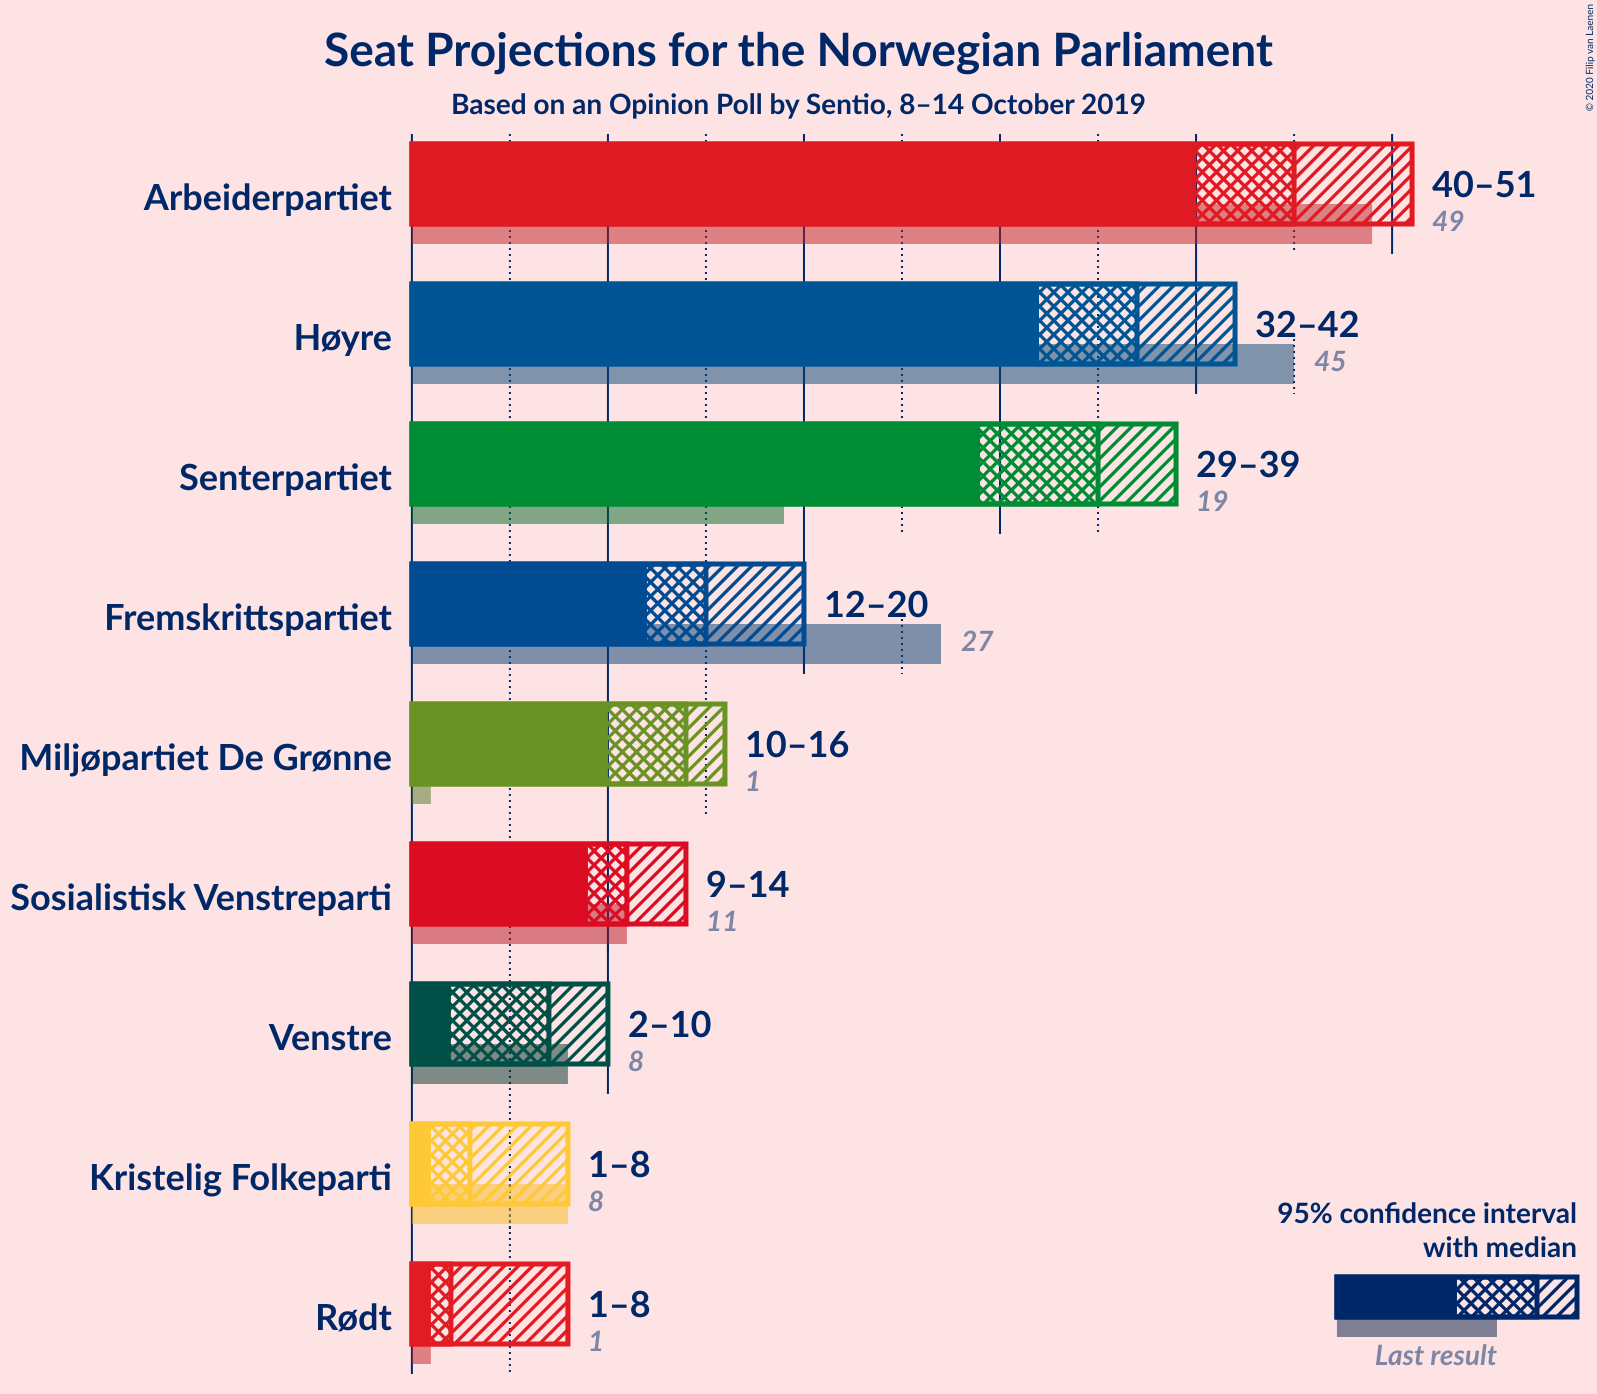 Seat Projections for the Norwegian Parliament
Based on an Opinion Poll by Sentio, 8–14 October 2019
© 2020 Filip van Laenen
Arbeiderpartiet
40–51
49
Høyre
32–42
45
Senterpartiet
29–39
19
Fremskrittspartiet
12–20
27
Miljøpartiet De Grønne
10–16
1
Sosialistisk Venstreparti
9–14
11
Venstre
2–10
8
Kristelig Folkeparti
1–8
8
Rødt
1–8
1
95% confidence interval
with median
Last result